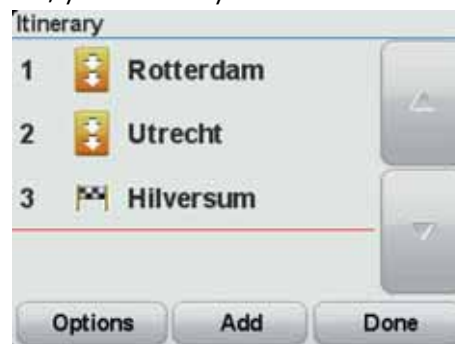 Itinerary
1 Rotterdam
2 Utrecht
3 Hilversum
Options Add Done